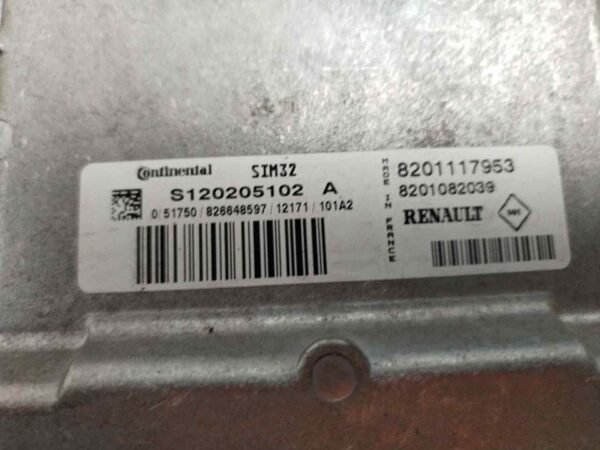 Continental SIM32
S120205102 A
0/51750/826648597/12171/101A2
MADE IN FRANCE
8201117953
8201082039
RENAULT